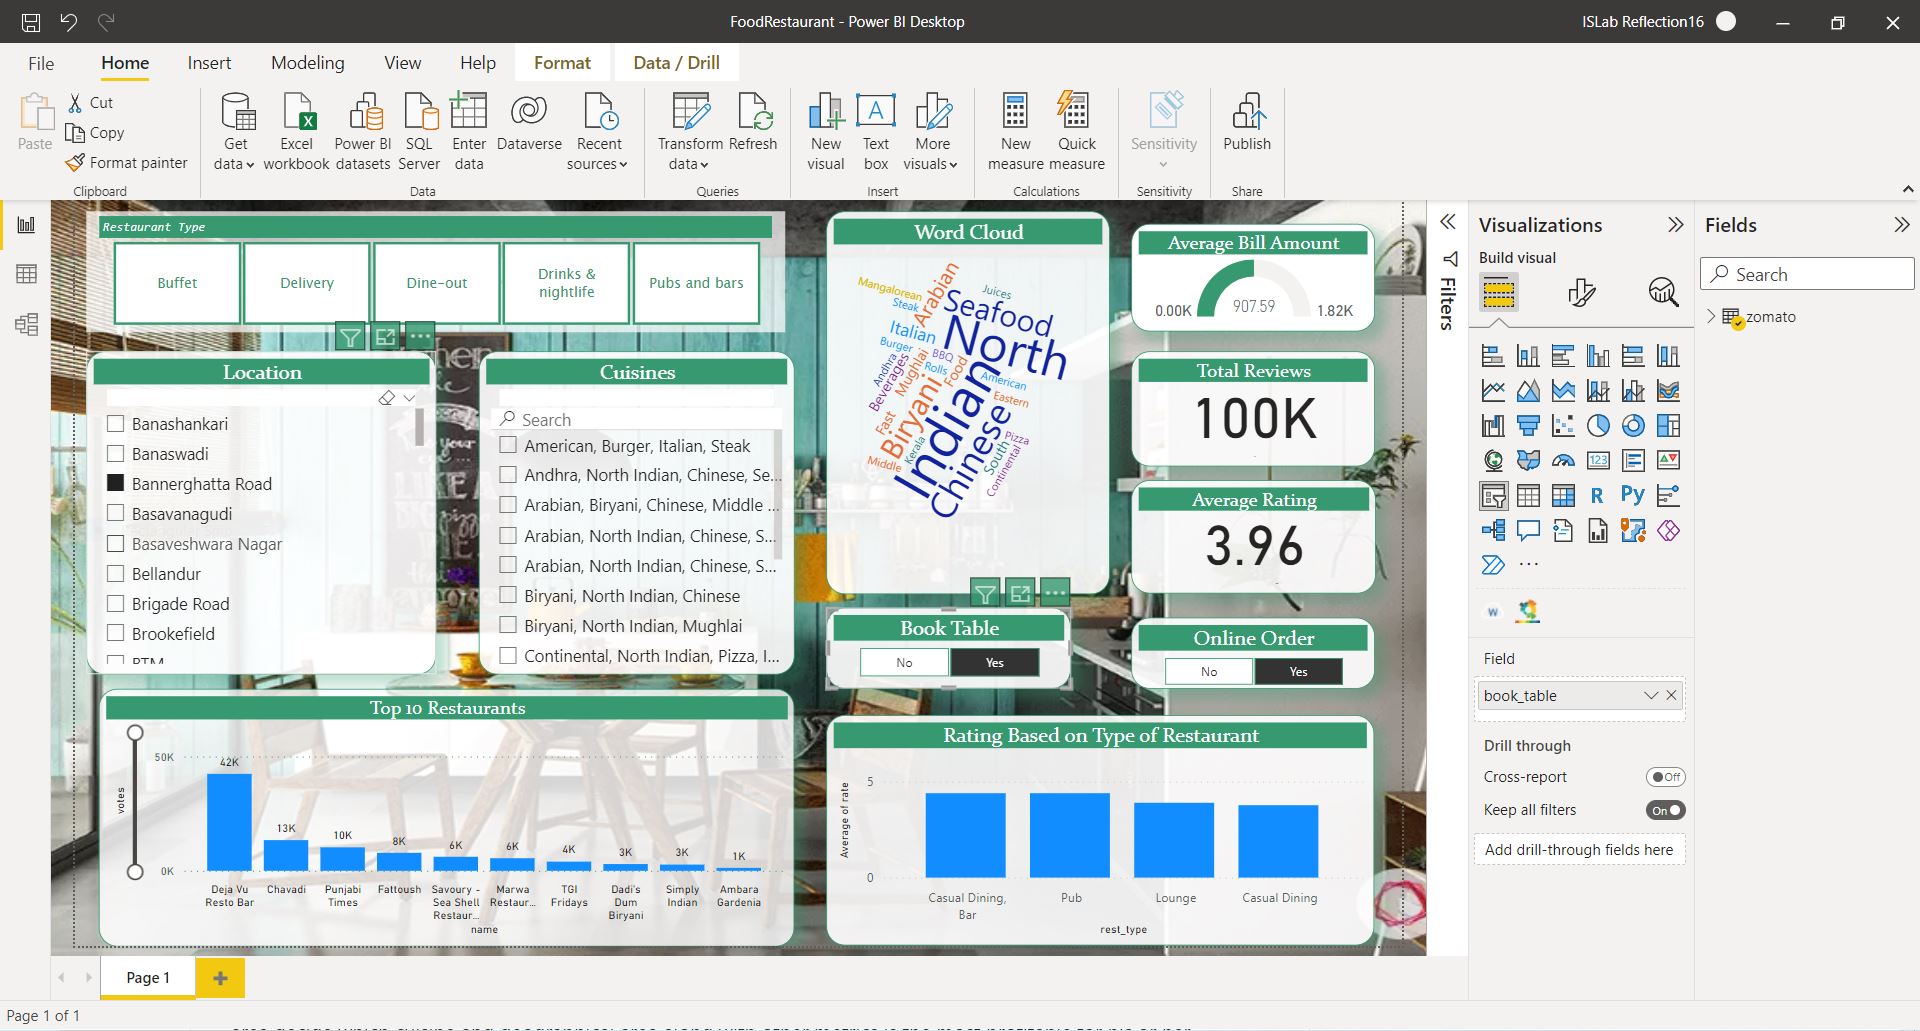 FoodRestaurant - Power BI Desktop
ISLab Reflection16
File
Home
Insert
Modeling
View
Help
Format
Data / Drill
Paste
Cut
Copy
Format painter
Clipboard
Get data
Excel workbook
Power BI datasets
SQL Server
Enter data
Dataverse
Recent sources
Data
Transform data
Refresh
Queries
New visual
Text box
More visuals
Insert
New measure
Quick measure
Calculations
Sensitivity
Sensitivity
Publish
Share
Restaurant Type
Buffet
Delivery
Dine-out
Drinks & nightlife
Pubs and bars
Location
Banashankari
Banaswadi
Bannerghatta Road
Basavanagudi
Basaveshwara Nagar
Bellandur
Brigade Road
Brookefield
BTM
Cuisines
Search
American, Burger, Italian, Steak
Andhra, North Indian, Chinese, Se...
Arabian, Biryani, Chinese, Middle ...
Arabian, North Indian, Chinese, S...
Arabian, North Indian, Chinese, S...
Biryani, North Indian, Chinese
Biryani, North Indian, Mughlai
Continental, North Indian, Pizza, I...
Word Cloud
Mangalorean
Arabian
Juices
Steak
Seafood
Italian
North
Burger
BBQ
Andhra
Beverages
Mughlai
Rolls
Food
American
Eastern
Fast
Biryani
Indian
Chinese
Kerala
Middle
South
Pizza
Continental
Average Bill Amount
0.00K
907.59
1.82K
Total Reviews
100K
Average Rating
3.96
Book Table
No
Yes
Online Order
No
Yes
Top 10 Restaurants
votes
50K
0K
42K
13K
10K
8K
6K
6K
4K
3K
3K
1K
Deja Vu Resto Bar
Chavadi
Punjabi Times
Fattoush
Savoury - Sea Shell Restaur...
Marwa Restaur...
TGI Fridays
Dadi's Dum Biryani
Simply Indian
Ambara Gardenia
name
Rating Based on Type of Restaurant
Average of rate
5
0
Casual Dining, Bar
Pub
Lounge
Casual Dining
rest_type
Filters
Visualizations
Build visual
123
R
Py
W
Field
book_table
Drill through
Cross-report
Off
Keep all filters
On
Add drill-through fields here
Fields
Search
zomato
Page 1
Page 1 of 1